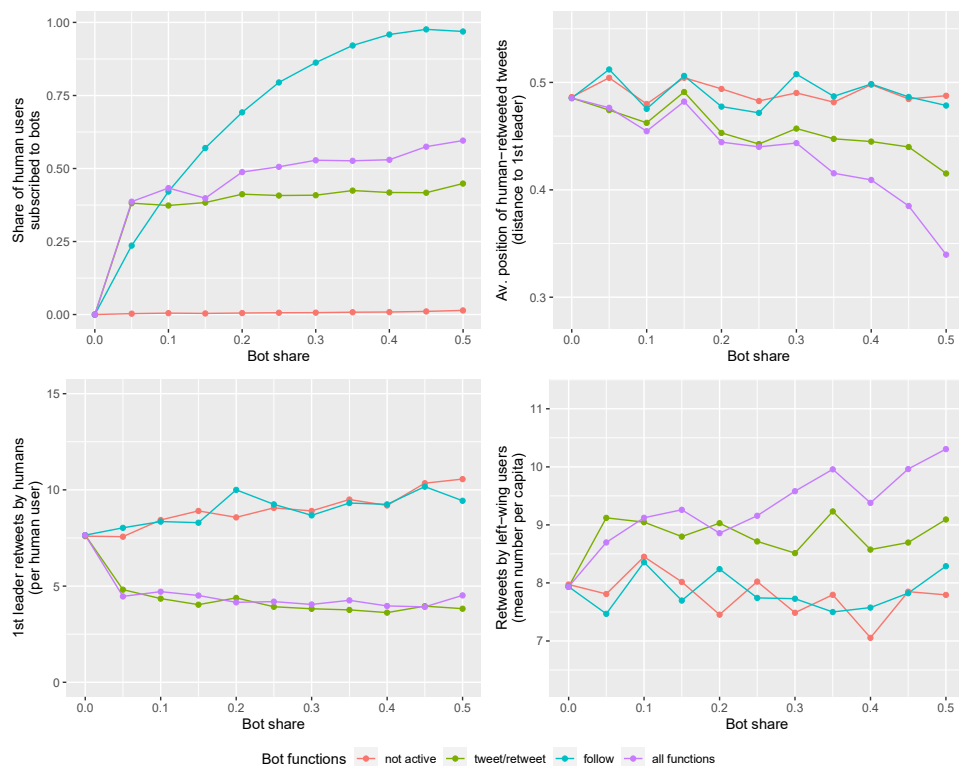 Share of human users
subscribed to bots
1.00
0.75
0.50
0.25
0.00
0.0 0.1 0.2 0.3 0.4 0.5
Bot share
Av. position of human−retweeted tweets
(distance to 1st leader)
0.5
0.4
0.3
0.0 0.1 0.2 0.3 0.4 0.5
Bot share
1st leader retweets by humans
(per human user)
15
10
5
0
0.0 0.1 0.2 0.3 0.4 0.5
Bot share
Retweets by left−wing users
(mean number per capita)
11
10
9
8
7
0.0 0.1 0.2 0.3 0.4 0.5
Bot share
Bot functions not active tweet/retweet follow all functions